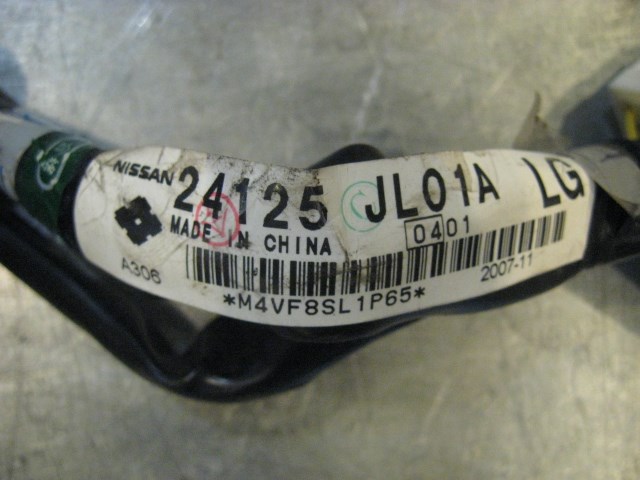 NISSAN 24125 JL01A LG
MADE IN CHINA 0401
A306 2007-11
*M4VF8SL1P65*